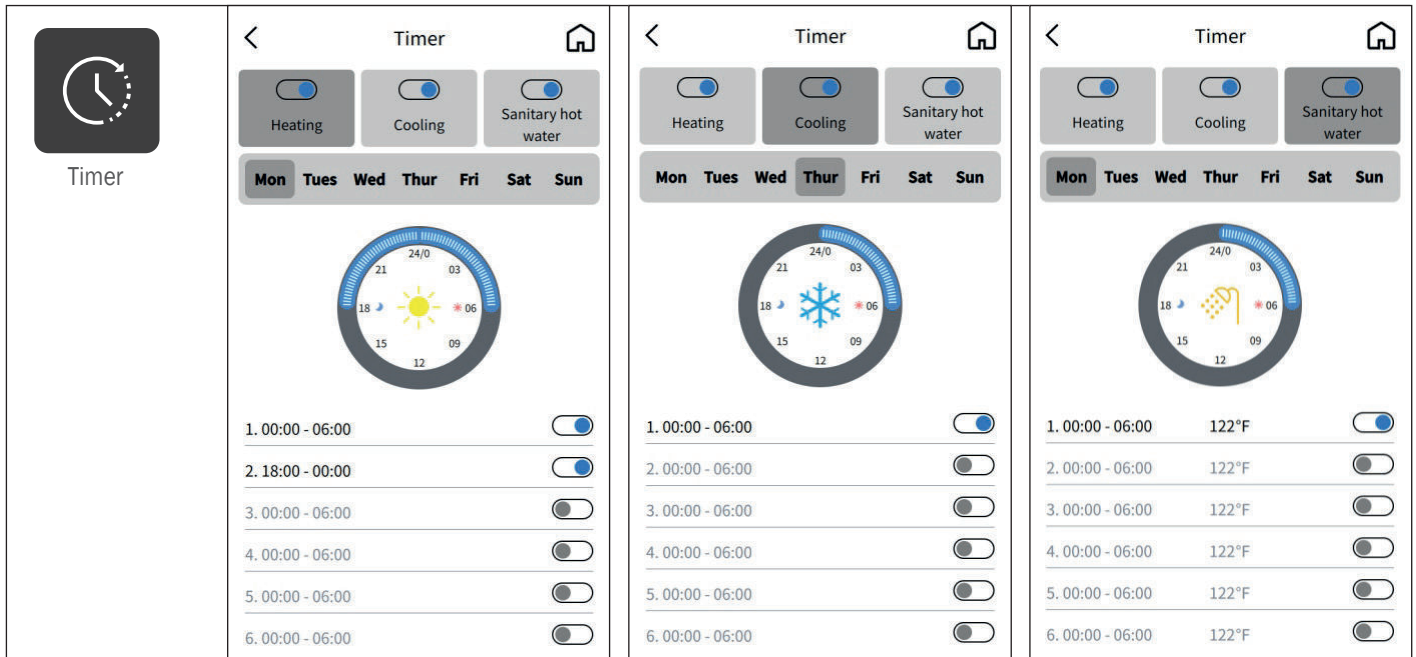 Timer
Timer
Heating
Cooling
Sanitary hot
water
Mon Tues Wed Thur Fri Sat Sun
24/0
21 03
18 06
15 09
12
1. 00:00 - 06:00
2. 18:00 - 00:00
3. 00:00 - 06:00
4. 00:00 - 06:00
5. 00:00 - 06:00
6. 00:00 - 06:00
Timer
Heating
Cooling
Sanitary hot
water
Mon Tues Wed Thur Fri Sat Sun
24/0
21 03
18 06
15 09
12
1. 00:00 - 06:00
2. 00:00 - 06:00
3. 00:00 - 06:00
4. 00:00 - 06:00
5. 00:00 - 06:00
6. 00:00 - 06:00
Timer
Heating
Cooling
Sanitary hot
water
Mon Tues Wed Thur Fri Sat Sun
24/0
21 03
18 06
15 09
12
1. 00:00 - 06:00 122°F
2. 00:00 - 06:00 122°F
3. 00:00 - 06:00 122°F
4. 00:00 - 06:00 122°F
5. 00:00 - 06:00 122°F
6. 00:00 - 06:00 122°F